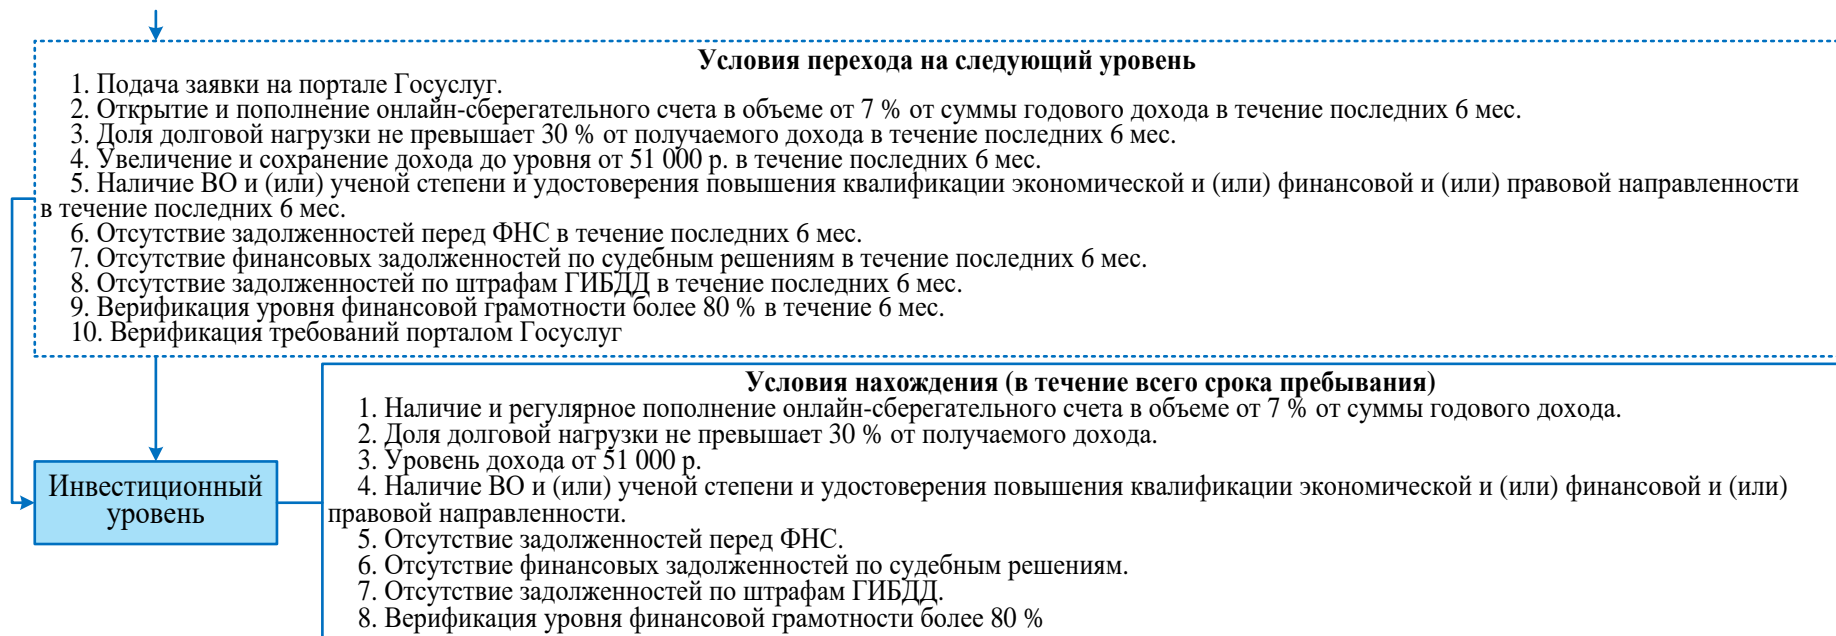 Условия перехода на следующий уровень
1. Подача заявки на портале Госуслуг.
2. Открытие и пополнение онлайн-сберегательного счета в объеме от 7 % от суммы годового дохода в течение последних 6 мес.
3. Доля долговой нагрузки не превышает 30 % от получаемого дохода в течение последних 6 мес.
4. Увеличение и сохранение дохода до уровня от 51 000 р. в течение последних 6 мес.
5. Наличие ВО и (или) ученой степени и удостоверения повышения квалификации экономической и (или) финансовой и (или) правовой направленности
в течение последних 6 мес.
6. Отсутствие задолженностей перед ФНС в течение последних 6 мес.
7. Отсутствие финансовых задолженностей по судебным решениям в течение последних 6 мес.
8. Отсутствие задолженностей по штрафам ГИБДД в течение последних 6 мес.
9. Верификация уровня финансовой грамотности более 80 % в течение 6 мес.
10. Верификация требований порталом Госуслуг
Инвестиционный
уровень
Условия нахождения (в течение всего срока пребывания)
1. Наличие и регулярное пополнение онлайн-сберегательного счета в объеме от 7 % от суммы годового дохода.
2. Доля долговой нагрузки не превышает 30 % от получаемого дохода.
3. Уровень дохода от 51 000 р.
4. Наличие ВО и (или) ученой степени и удостоверения повышения квалификации экономической и (или) финансовой и (или)
правовой направленности.
5. Отсутствие задолженностей перед ФНС.
6. Отсутствие финансовых задолженностей по судебным решениям.
7. Отсутствие задолженностей по штрафам ГИБДД.
8. Верификация уровня финансовой грамотности более 80 %